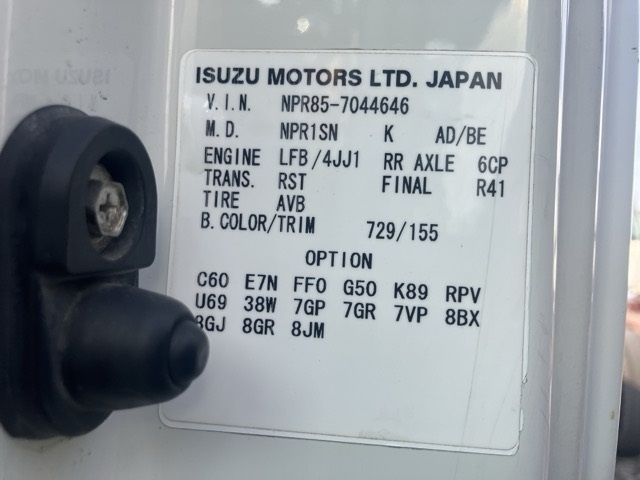 ISUZU MOTORS LTD. JAPAN
V.I.N. NPR85-7044646
M.D. NPR1SN K AD/BE
ENGINE LFB/4JJ1 RR AXLE 6CP
TRANS. RST FINAL R41
TIRE AVB
B.COLOR/TRIM 729/155
OPTION
C60 E7N FF0 G50 K89 RPV
U69 38W 7GP 7GR 7VP 8BX
8GJ 8GR 8JM